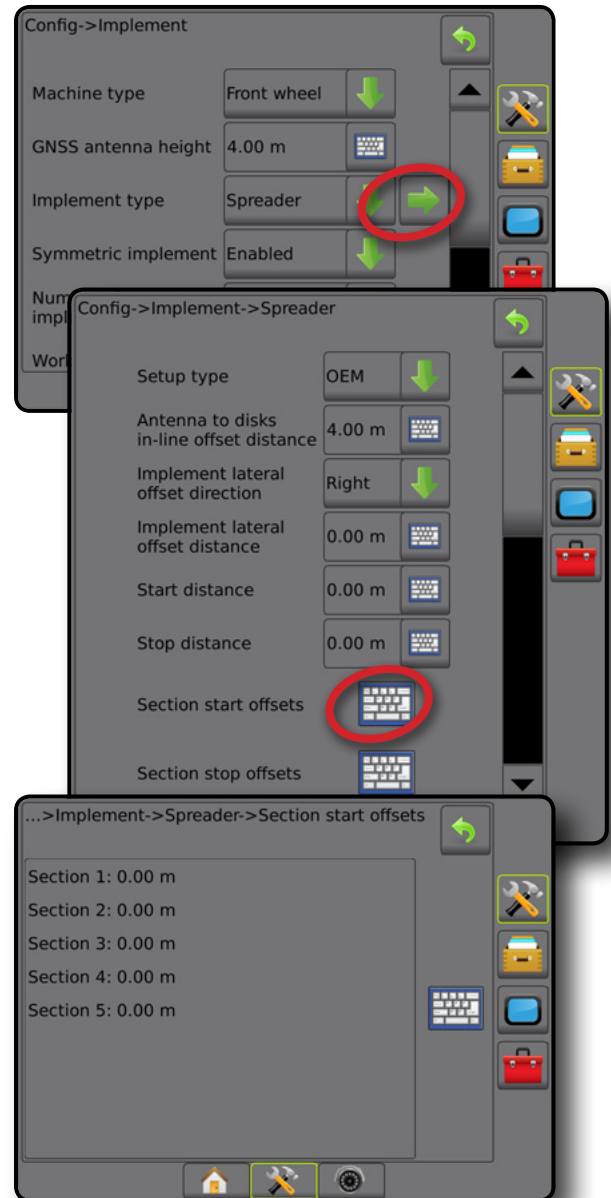 Config->Implement
Machine type Front wheel
GNSS antenna height 4.00 m
Implement type Spreader
Symmetric implement Enabled
Config->Implement->Spreader
Setup type OEM
Antenna to disks
in-line offset distance 4.00 m
Implement lateral
offset direction Right
Implement lateral
offset distance 0.00 m
Start distance 0.00 m
Stop distance 0.00 m
Section start offsets
Section stop offsets
...>Implement->Spreader->Section start offsets
Section 1: 0.00 m
Section 2: 0.00 m
Section 3: 0.00 m
Section 4: 0.00 m
Section 5: 0.00 m